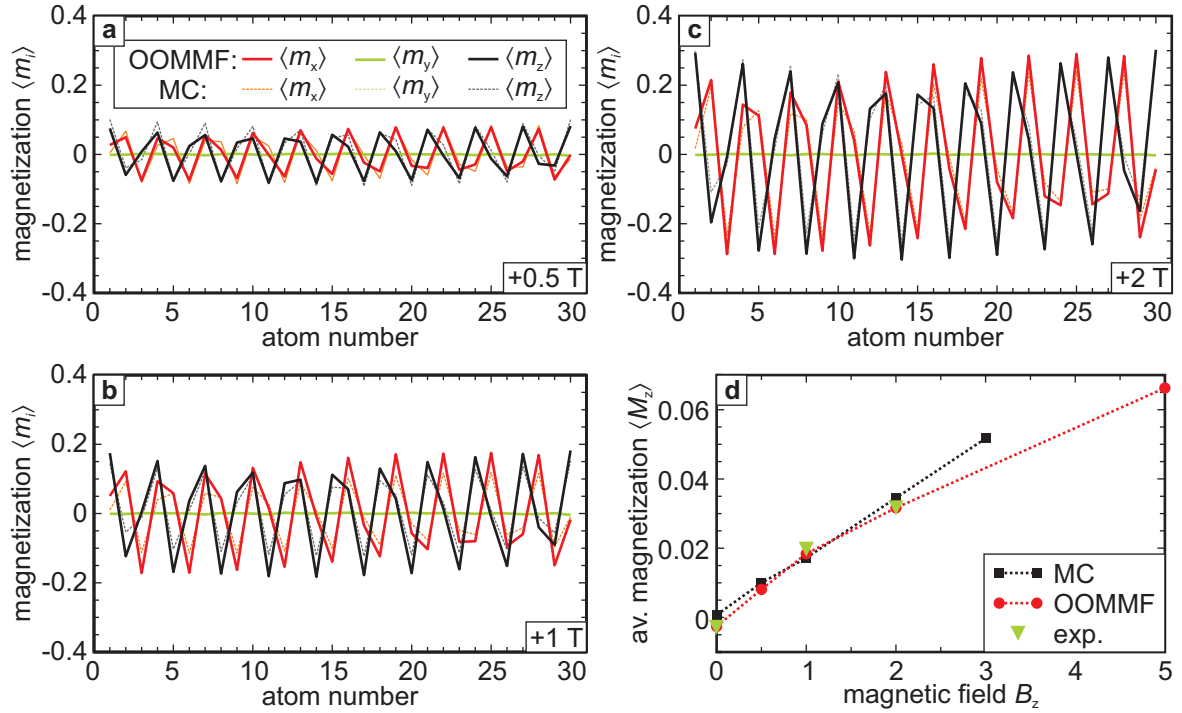 a
OOMMF: ⟨mx⟩ ⟨my⟩ ⟨mz⟩
MC: ⟨mx⟩ ⟨my⟩ ⟨mz⟩
magnetization ⟨mi⟩
0.4
0.2
0
-0.2
-0.4
+0.5 T
0 5 10 15 20 25 30
atom number
c
magnetization ⟨mi⟩
0.4
0.2
0
-0.2
-0.4
+2 T
0 5 10 15 20 25 30
atom number
b
magnetization ⟨mi⟩
0.4
0.2
0
-0.2
-0.4
+1 T
0 5 10 15 20 25 30
atom number
d
av. magnetization ⟨Mz⟩
0.06
0.04
0.02
0
MC
OOMMF
exp.
0 1 2 3 4 5
magnetic field Bz